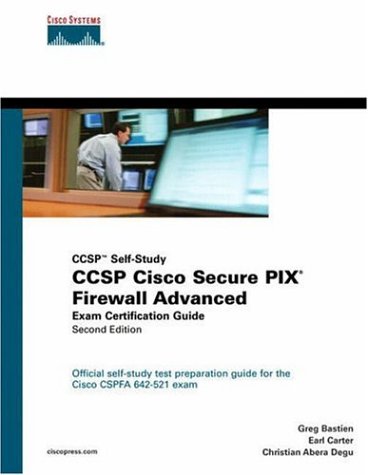 CISCO SYSTEMS
CCSP™ Self-Study
CCSP Cisco Secure PIX®
Firewall Advanced
Exam Certification Guide
Second Edition
Official self-study test preparation guide for the
Cisco CSPFA 642-521 exam
Greg Bastien
Earl Carter
ciscopress.com
Christian Abera Degu